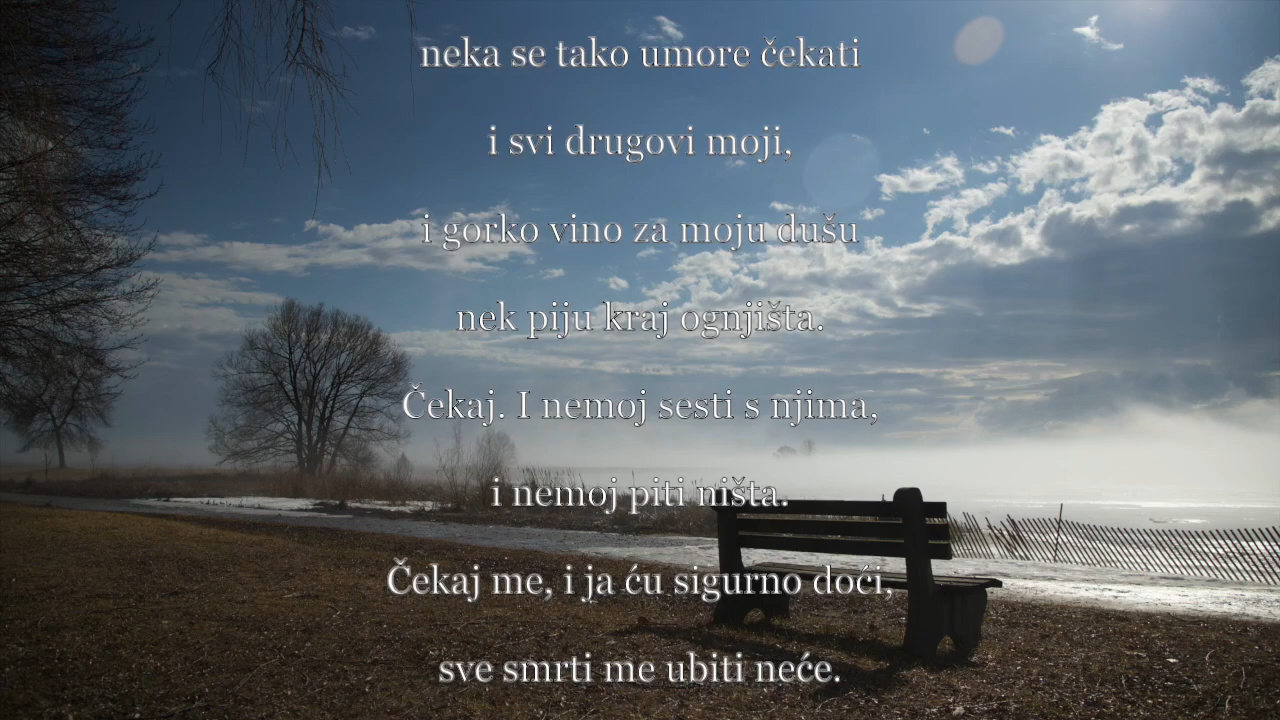 neka se tako umore čekati
i svi drugovi moji,
i gorko vino za moju dušu
nek piju kraj ognjišta.
Čekaj. I nemoj sesti s njima,
i nemoj piti ništa.
Čekaj me, i ja ću sigurno doći,
sve smrti me ubiti neće.